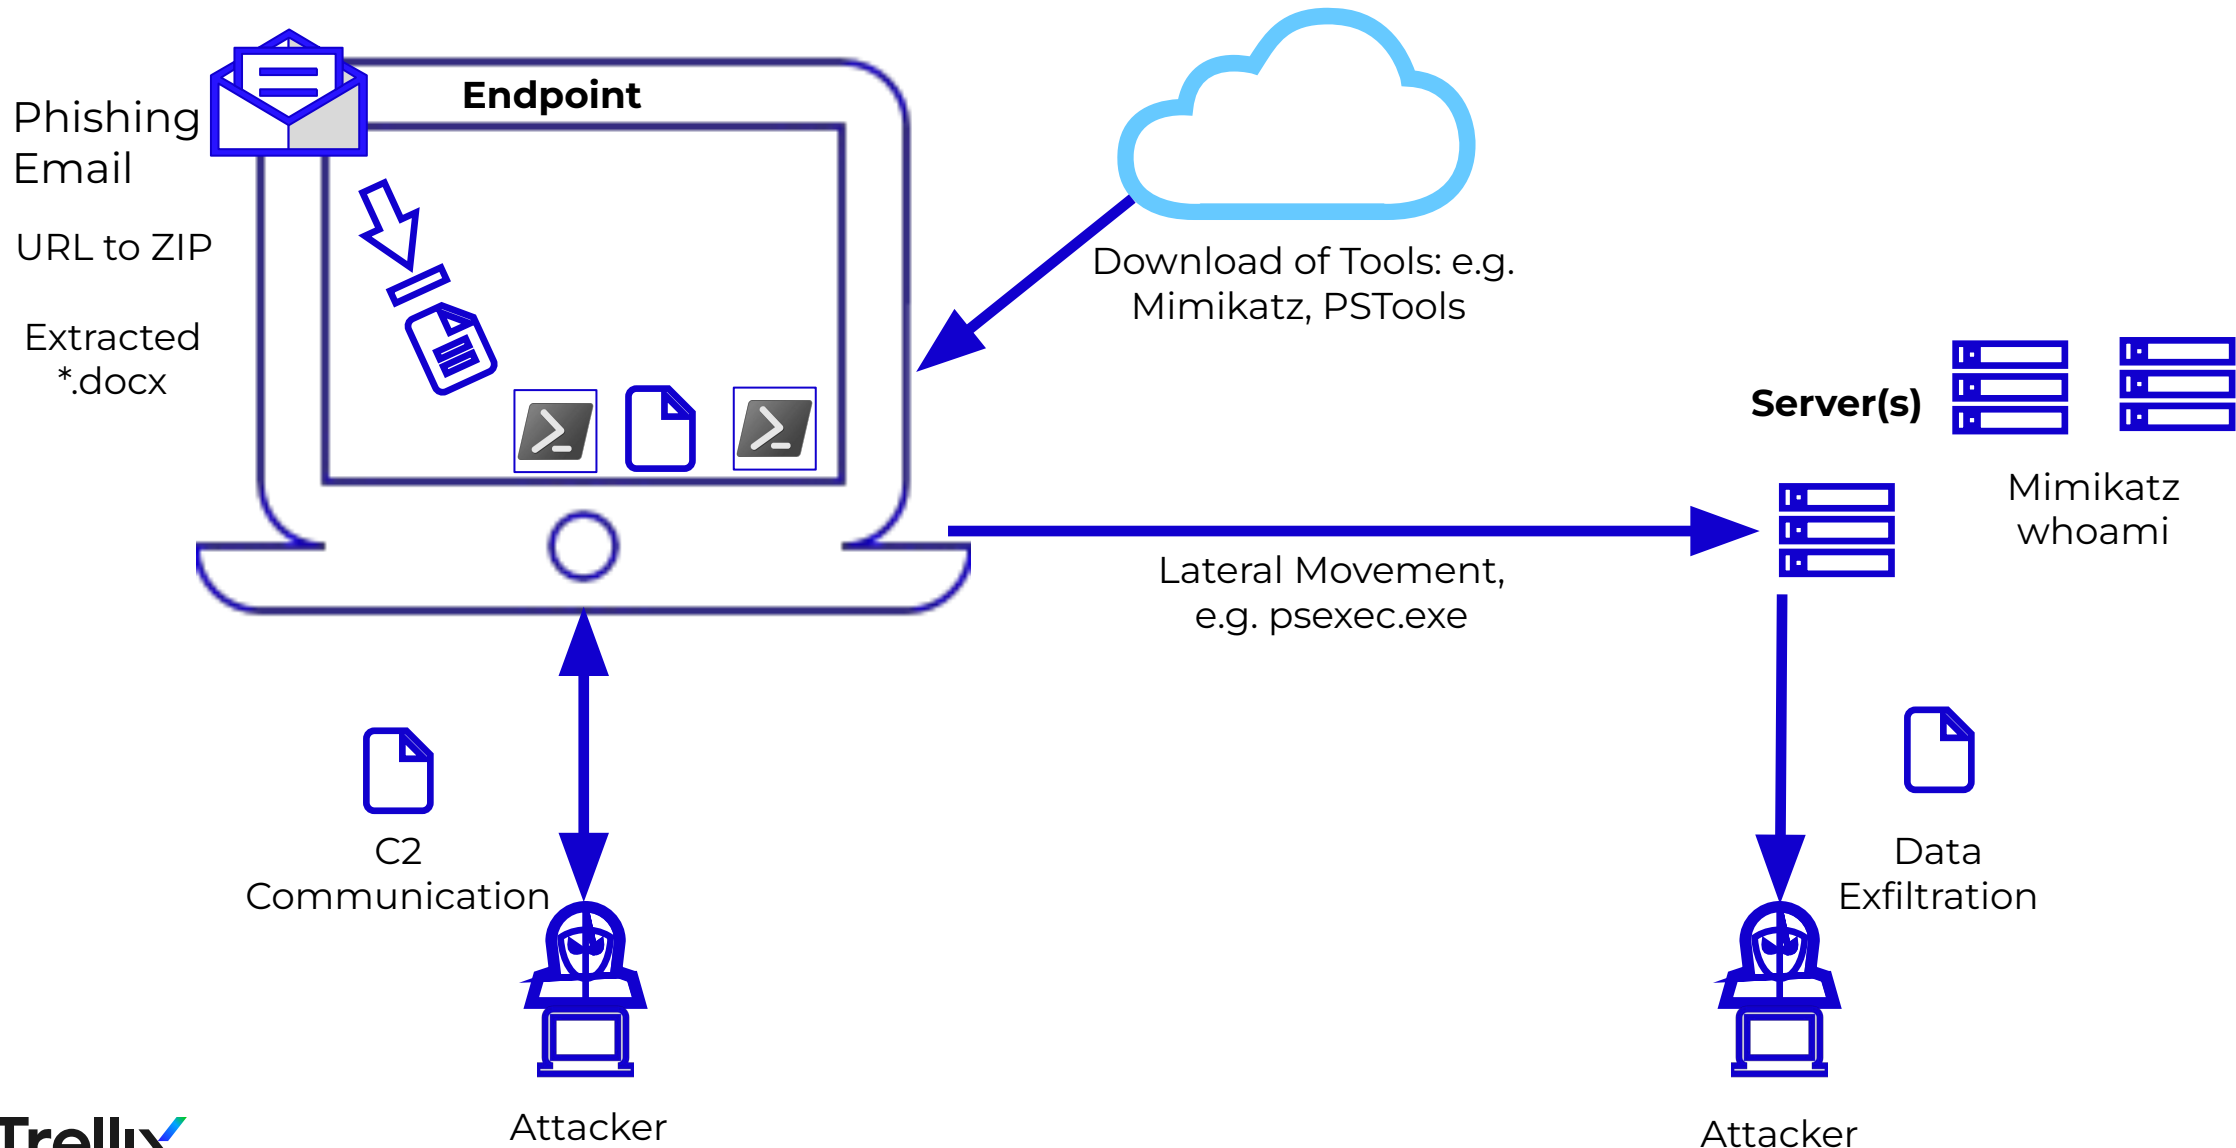 Phishing
Email
URL to ZIP
Extracted
*.docx
Endpoint
Download of Tools: e.g.
Mimikatz, PSTools
Server(s)
Mimikatz
whoami
Lateral Movement,
e.g. psexec.exe
C2
Communication
Data
Exfiltration
Attacker
Attacker
Trellix